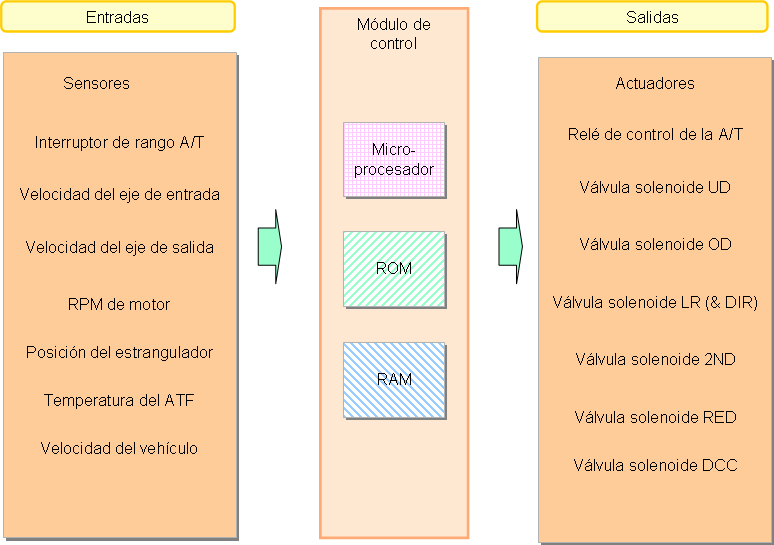 Entradas
Sensores
Interruptor de rango A/T
Velocidad del eje de entrada
Velocidad del eje de salida
RPM de motor
Posición del estrangulador
Temperatura del ATF
Velocidad del vehículo
Módulo de
control
Micro-
procesador
ROM
RAM
Salidas
Actuadores
Relé de control de la A/T
Válvula solenoide UD
Válvula solenoide OD
Válvula solenoide LR (& DIR)
Válvula solenoide 2ND
Válvula solenoide RED
Válvula solenoide DCC